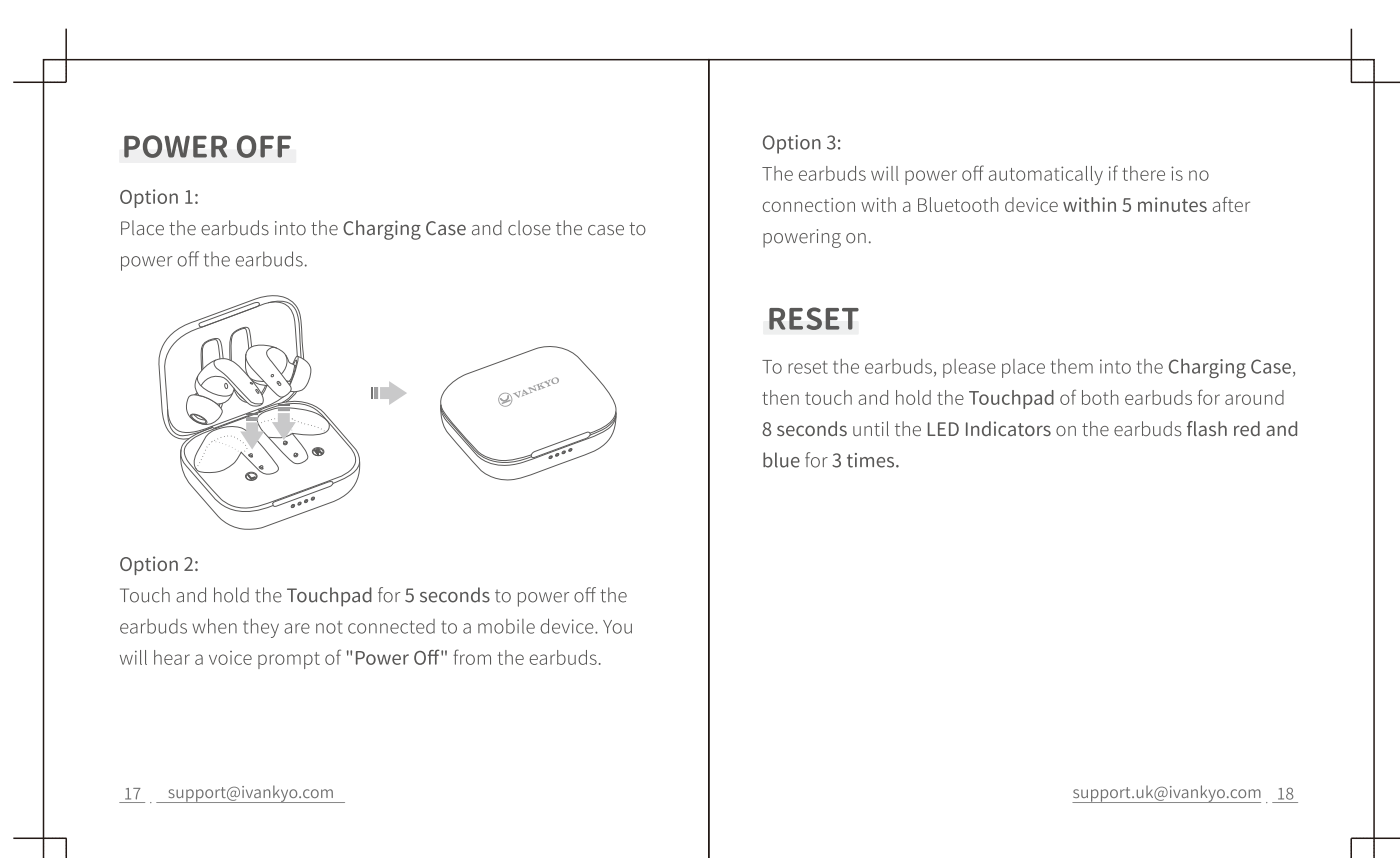 POWER OFF
Option 1:
Place the earbuds into the Charging Case and close the case to
power off the earbuds.
VANKYO
Option 2:
Touch and hold the Touchpad for 5 seconds to power off the
earbuds when they are not connected to a mobile device. You
will hear a voice prompt of "Power Off" from the earbuds.
17 . support@ivankyo.com
Option 3:
The earbuds will power off automatically if there is no
connection with a Bluetooth device within 5 minutes after
powering on.
RESET
To reset the earbuds, please place them into the Charging Case,
then touch and hold the Touchpad of both earbuds for around
8 seconds until the LED Indicators on the earbuds flash red and
blue for 3 times.
support.uk@ivankyo.com . 18